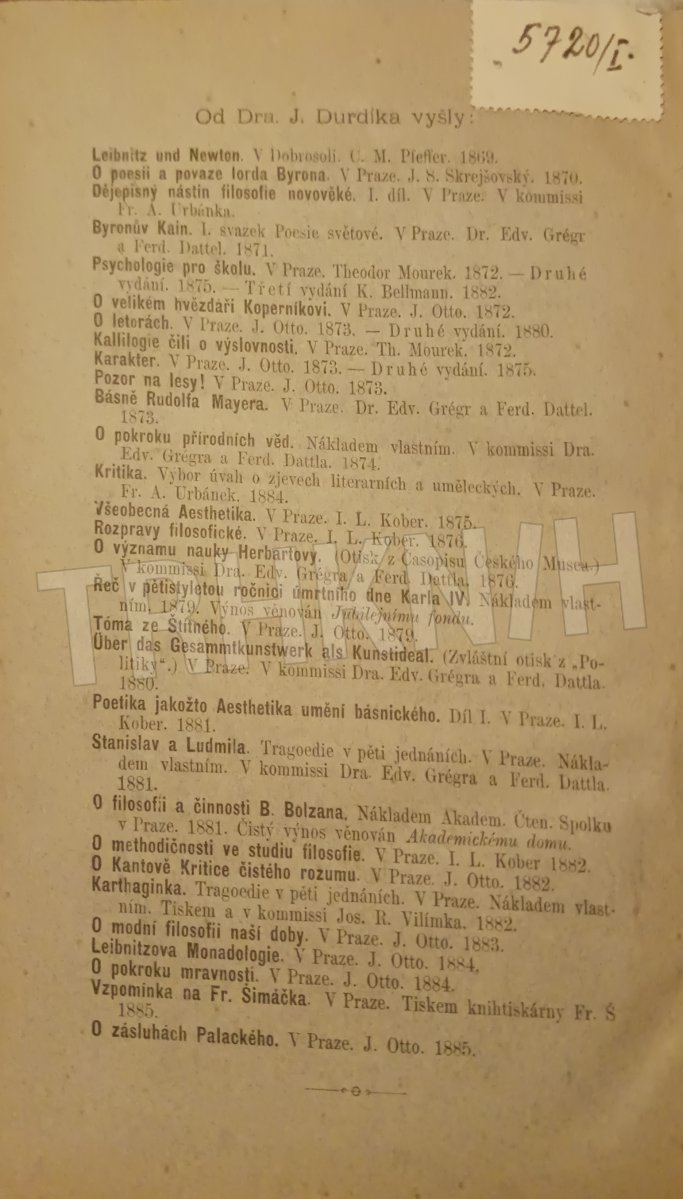 5720/I.
Od Dra. J. Durdíka vyšly:
Leibnitz und Newton. V Dobrosoli. C. M. Pfeffer. 1869.
O poesii a povaze lorda Byrona. V Praze. J. S. Skrejšovský. 1870.
Dějepisný nástin filosofie novověké. I. díl. V Praze. V kommissi
Fr. A. Urbánka.
Byronův Kain. I. svazek Poesie světové. V Praze. Dr. Edv. Grégr
a Ferd. Dattel. 1871.
Psychologie pro školu. V Praze. Theodor Mourek. 1872. — Druhé
vydání. 1875. — Třetí vydání K. Bellmann. 1882.
O velikém hvězdáři Koperníkovi. V Praze. J. Otto. 1872.
O letorách. V Praze. J. Otto. 1873. — Druhé vydání. 1880.
Kallilogie čili o výslovnosti. V Praze. Th. Mourek. 1872.
Karakter. V Praze. J. Otto. 1873. — Druhé vydání. 1875.
Pozor na lesy! V Praze. J. Otto. 1873.
Básně Rudolfa Mayera. V Praze. Dr. Edv. Grégr a Ferd. Dattel.
1873.
O pokroku přírodních věd. Nákladem vlastním. V kommissi Dra.
Edv. Grégra a Ferd. Dattla. 1874.
Kritika. Výbor úvah o zjevech literarních a uměleckých. V Praze.
Fr. A. Urbánek. 1884.
Všeobecná Aesthetika. V Praze. I. L. Kober. 1875.
Rozpravy filosofické. V Praze. I. L. Kober. 1876.
O významu nauky Herbartovy. (Otisk z Časopisu Českého Musea.)
V kommissi Dra. Edv. Grégra a Ferd. Dattla. 1876.
Řeč v pětistyletou ročnici úmrtního dne Karla IV. Nákladem vlast-
ním. 1879. Výnos věnován Jubilejnímu fondu.
Tóma ze Štítného. V Praze. J. Otto. 1879.
Über das Gesammtkunstwerk als Kunstideal. (Zvláštní otisk z „Po-
litiky“.) V Praze. V kommissi Dra. Edv. Grégra a Ferd. Dattla.
1880.
Poetika jakožto Aesthetika umění básnického. Díl I. V Praze. I. L.
Kober. 1881.
Stanislav a Ludmila. Tragoedie v pěti jednáních. V Praze. Nákla-
dem vlastním. V kommissi Dra. Edv. Grégra a Ferd. Dattla.
1881.
O filosofii a činnosti B. Bolzana. Nákladem Akadem. Čten. Spolku
v Praze. 1881. Čistý výnos věnován Akademickému domu.
O methodičnosti ve studiu filosofie. V Praze. I. L. Kober 1882.
O Kantově Kritice čistého rozumu. V Praze. J. Otto. 1882.
Karthaginka. Tragoedie v pěti jednáních. V Praze. Nákladem vlast-
ním. Tiskem a v kommissi Jos. R. Vilímka. 1882.
O modní filosofii naší doby. V Praze. J. Otto. 1883.
Leibnitzova Monadologie. V Praze. J. Otto. 1884.
O pokroku mravnosti. V Praze. J. Otto. 1884.
Vzpomínka na Fr. Šimáčka. V Praze. Tiskem knihtiskárny Fr. Š
1885.
O zásluhách Palackého. V Praze. J. Otto. 1885.